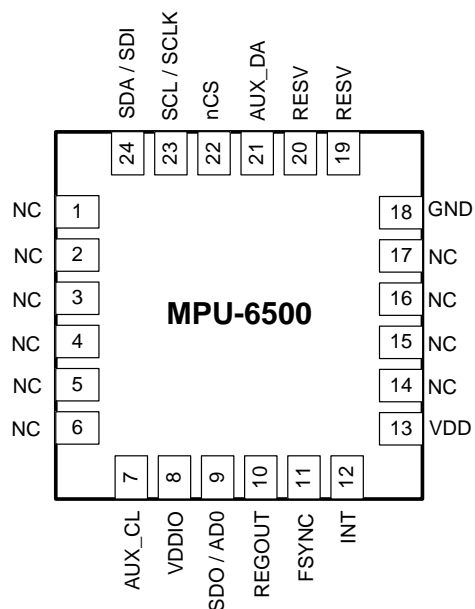 SDA / SDI
SCL / SCLK
nCS
AUX_DA
RESV
RESV
24
23
22
21
20
19
NC 1
18 GND
NC 2
17 NC
NC 3
16 NC
MPU-6500
NC 4
15 NC
NC 5
14 NC
NC 6
13 VDD
7
8
9
10
11
12
AUX_CL
VDDIO
SDO / AD0
REGOUT
FSYNC
INT